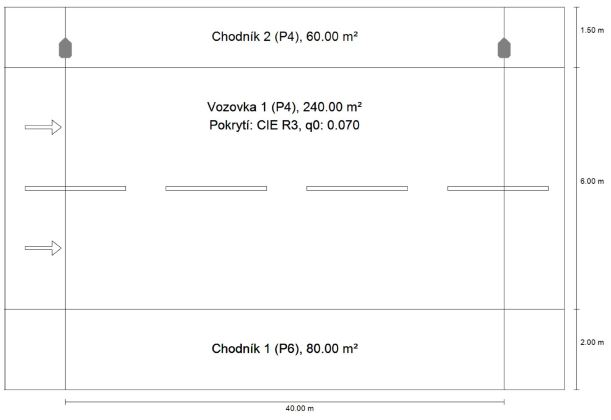 Chodník 2 (P4), 60.00 m²
1.50 m
Vozovka 1 (P4), 240.00 m²
Pokrytí: CIE R3, q0: 0.070
6.00 m
Chodník 1 (P6), 80.00 m²
2.00 m
40.00 m